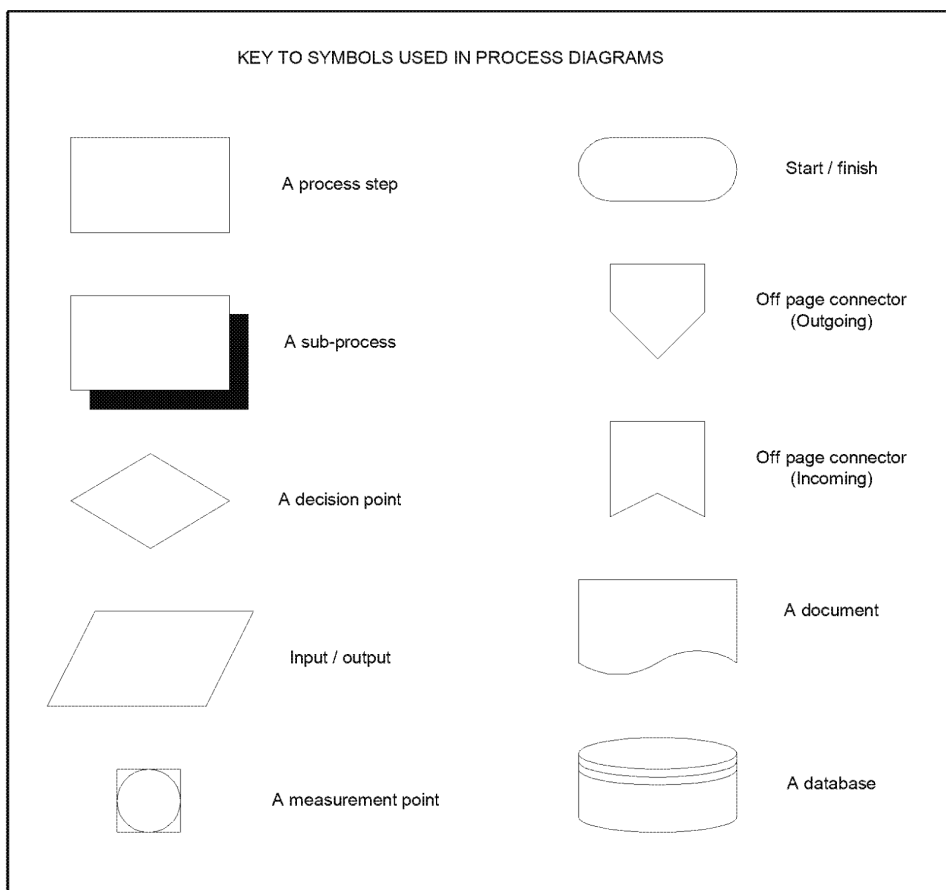 KEY TO SYMBOLS USED IN PROCESS DIAGRAMS
A process step
Start / finish
A sub-process
Off page connector
(Outgoing)
A decision point
Off page connector
(Incoming)
Input / output
A document
A measurement point
A database